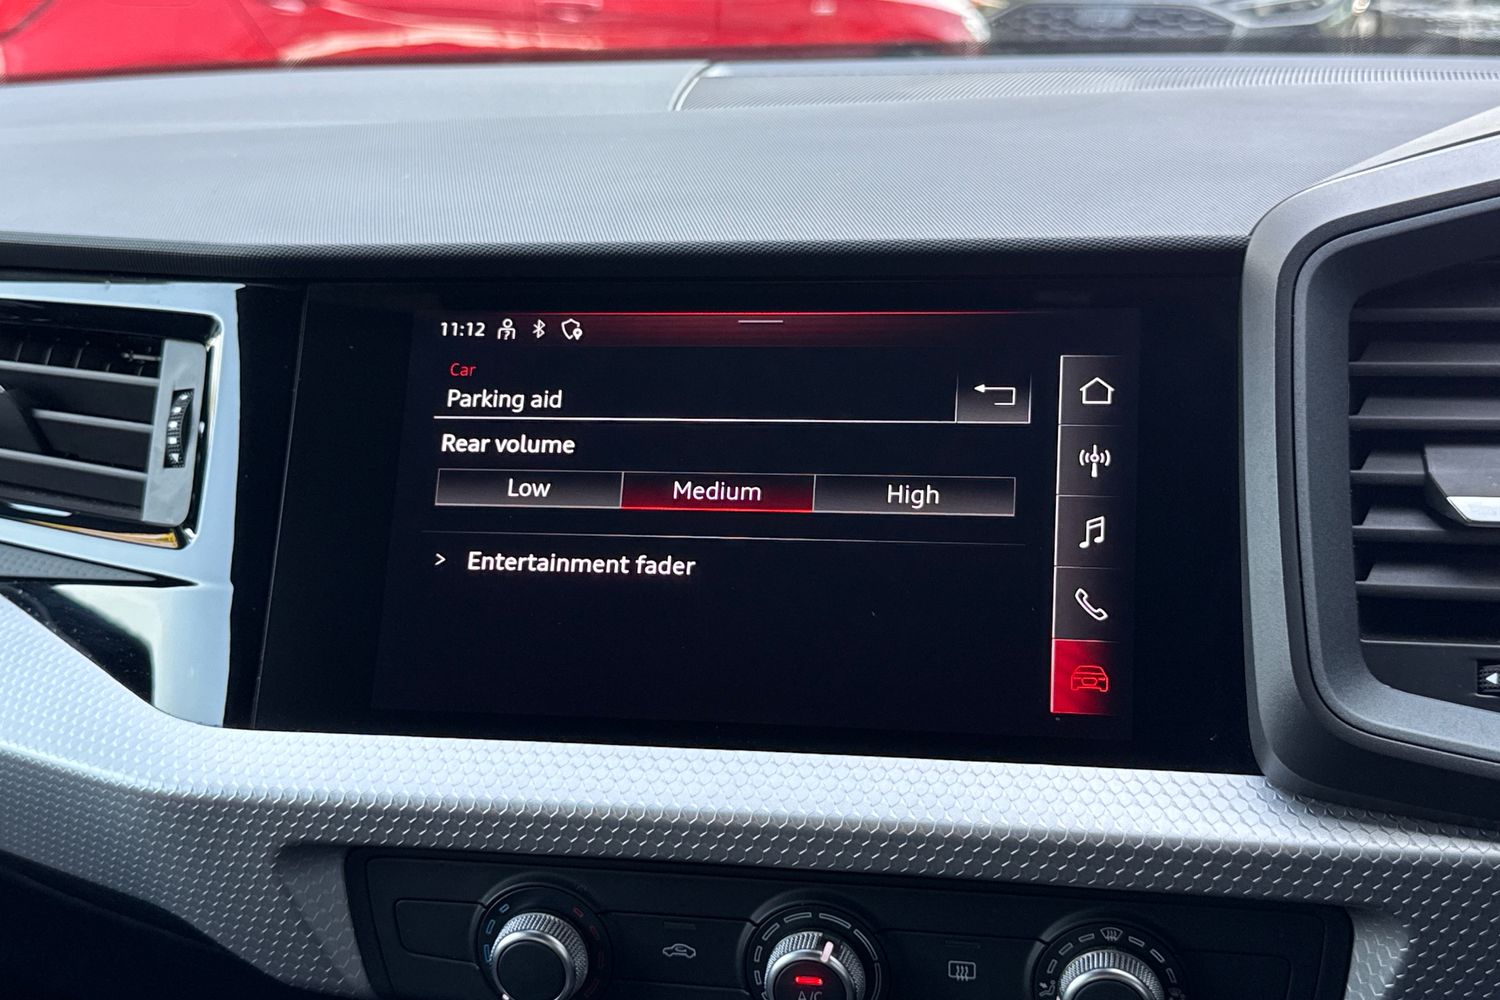 11:12
Car
Parking aid
Rear volume
Low Medium High
> Entertainment fader
A/C